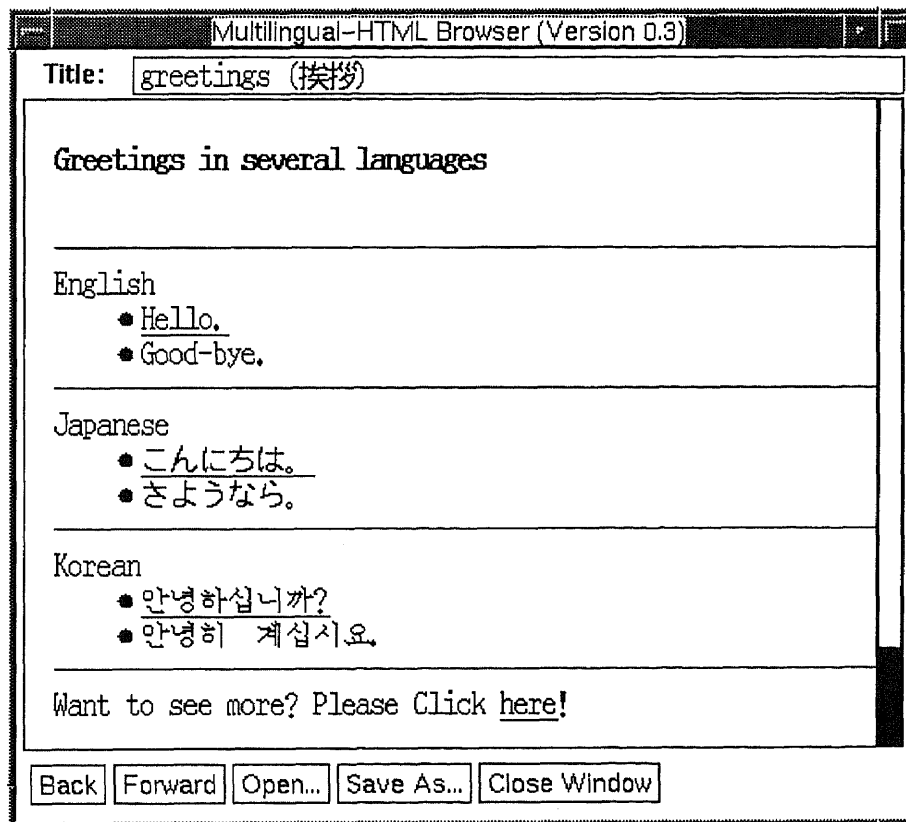 Multilingual-HTML Browser (Version 0.3)
Title: greetings (挨拶)
Greetings in several languages
English
Hello.
Good-bye.
Japanese
こんにちは。
さようなら。
Korean
안녕하십니까?
안녕히 계십시요.
Want to see more? Please Click here!
Back Forward Open... Save As... Close Window